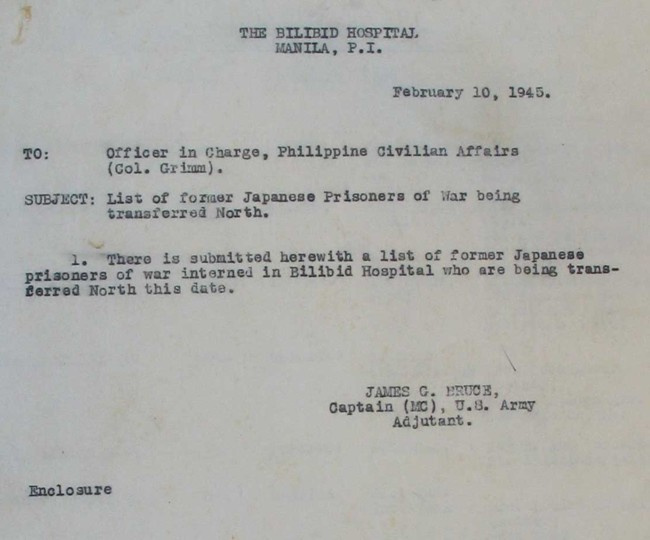 THE BILIBID HOSPITAL
MANILA, P.I.
February 10, 1945.
TO: Officer in Charge, Philippine Civilian Affairs
(Col. Grimm).
SUBJECT: List of former Japanese Prisoners of War being
transferred North.
1. There is submitted herewith a list of former Japanese
prisoners of war interned in Bilibid Hospital who are being trans-
ferred North this date.
JAMES G. BRUCE,
Captain (MC), U.S. Army
Adjutant.
Enclosure